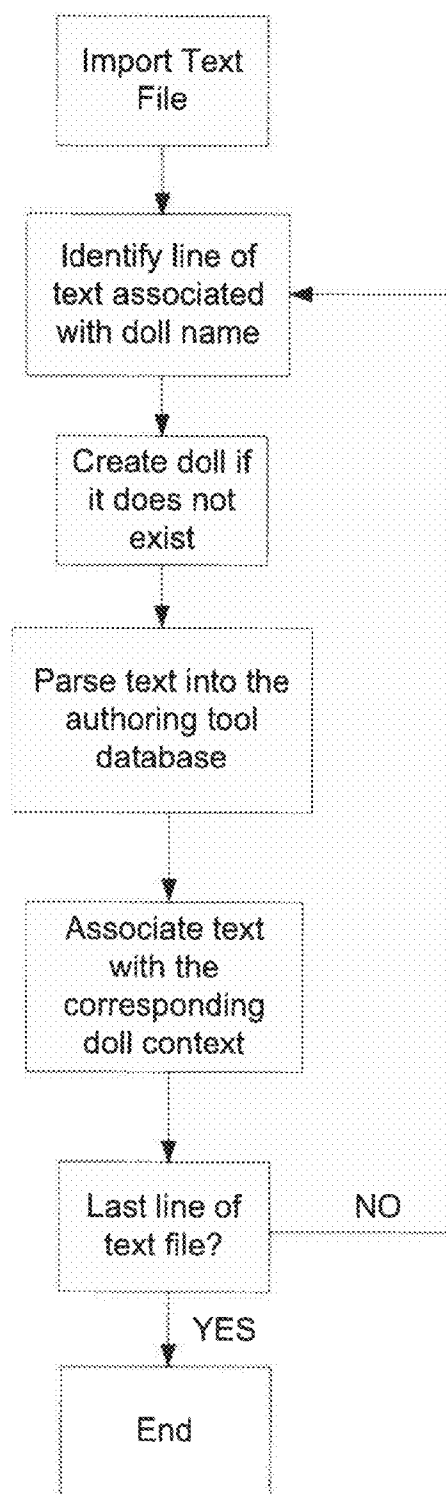 Import Text
File
Identify line of
text associated
with doll name
Create doll if
it does not
exist
Parse text into the
authoring tool
database
Associate text
with the
corresponding
doll context
Last line of
text file?
NO
YES
End